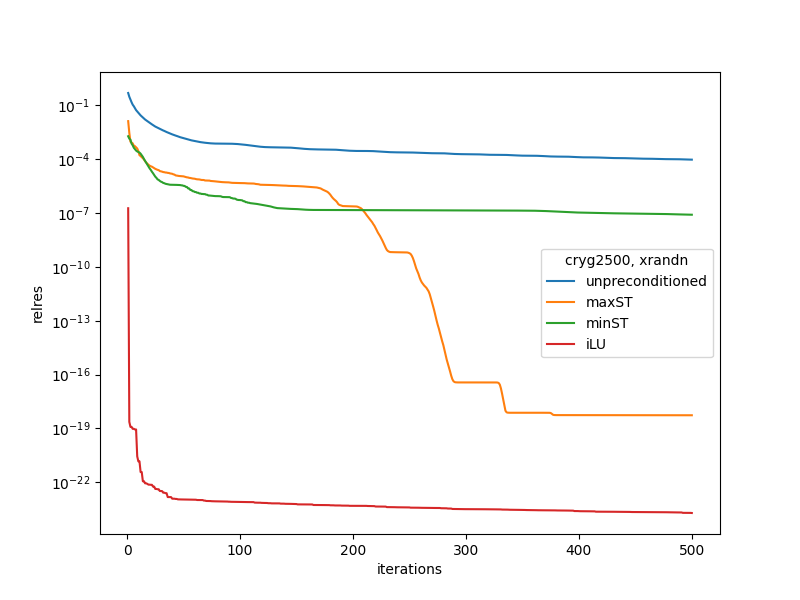 relres
10^{-1}
10^{-4}
10^{-7}
10^{-10}
10^{-13}
10^{-16}
10^{-19}
10^{-22}
cryg2500, xrandn
unpreconditioned
maxST
minST
iLU
0 100 200 300 400 500
iterations